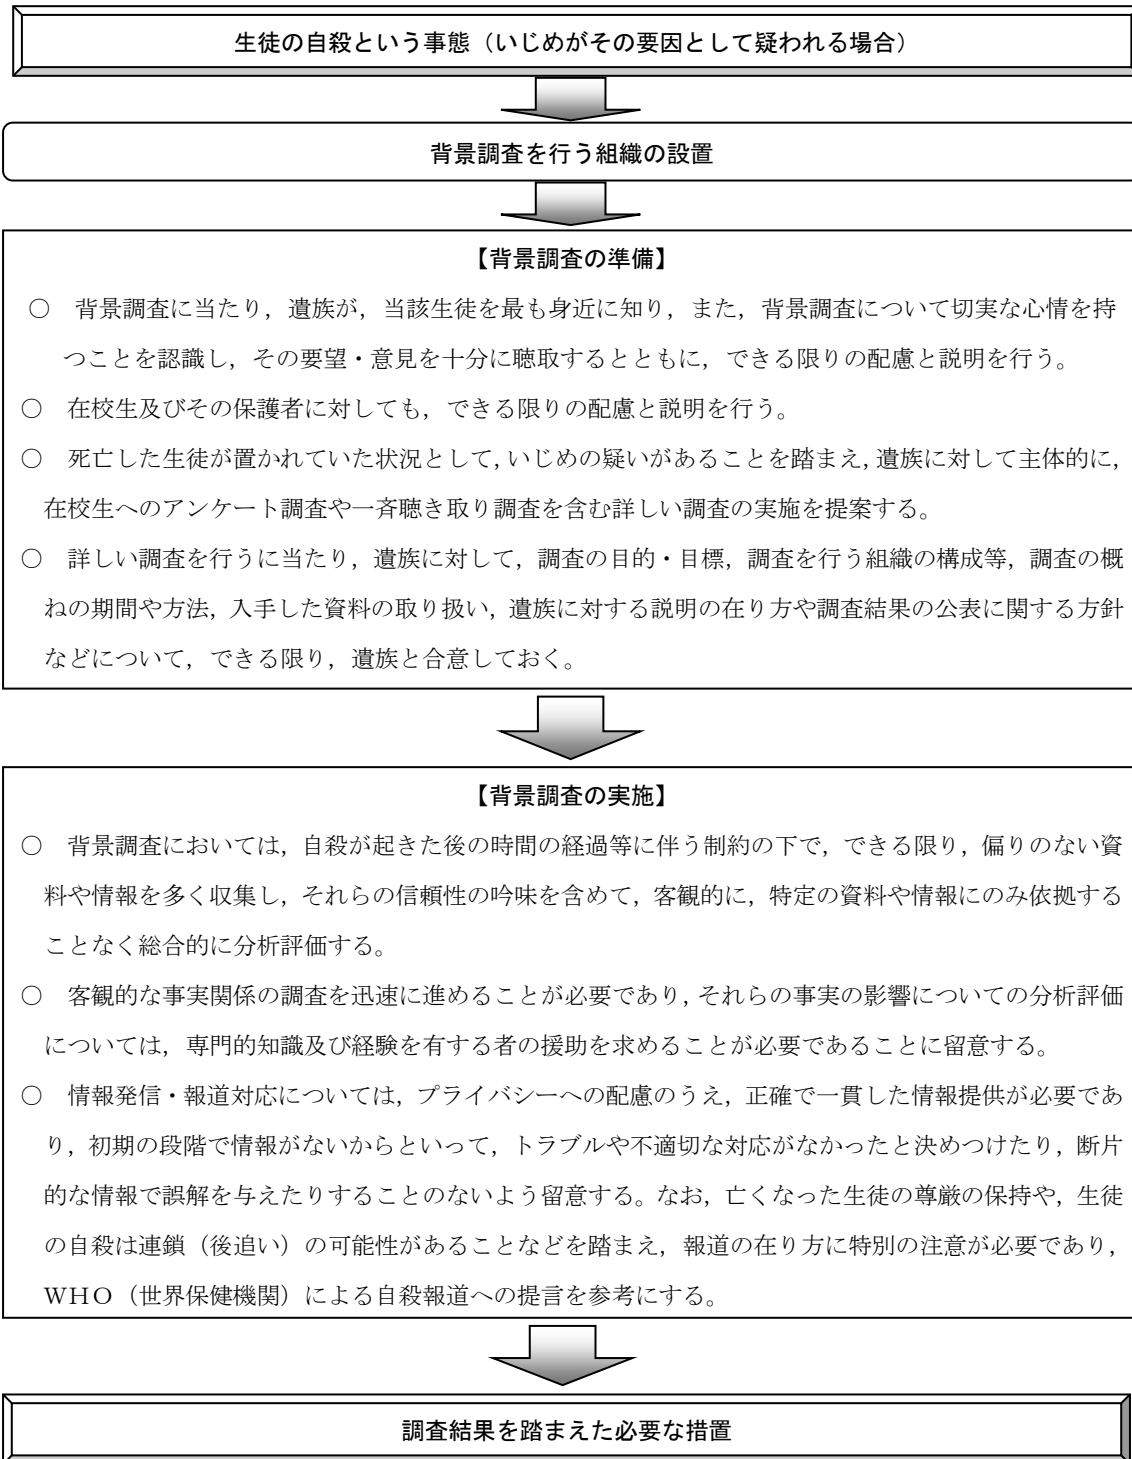 生徒の自殺という事態（いじめがその要因として疑われる場合）
背景調査を行う組織の設置
【背景調査の準備】
○　背景調査に当たり，遺族が，当該生徒を最も身近に知り，また，背景調査について切実な心情を持
つことを認識し，その要望・意見を十分に聴取するとともに，できる限りの配慮と説明を行う。
○　在校生及びその保護者に対しても，できる限りの配慮と説明を行う。
○　死亡した生徒が置かれていた状況として，いじめの疑いがあることを踏まえ，遺族に対して主体的に，
在校生へのアンケート調査や一斉聴き取り調査を含む詳しい調査の実施を提案する。
○　詳しい調査を行うに当たり，遺族に対して，調査の目的・目標，調査を行う組織の構成等，調査の概
ねの期間や方法，入手した資料の取り扱い，遺族に対する説明の在り方や調査結果の公表に関する方針
などについて，できる限り，遺族と合意しておく。
【背景調査の実施】
○　背景調査においては，自殺が起きた後の時間の経過等に伴う制約の下で，できる限り，偏りのない資
料や情報を多く収集し，それらの信頼性の吟味を含めて，客観的に，特定の資料や情報にのみ依拠する
ことなく総合的に分析評価する。
○　客観的な事実関係の調査を迅速に進めることが必要であり，それらの事実の影響についての分析評価
については，専門的知識及び経験を有する者の援助を求めることが必要であることに留意する。
○　情報発信・報道対応については，プライバシーへの配慮のうえ，正確で一貫した情報提供が必要であ
り，初期の段階で情報がないからといって，トラブルや不適切な対応がなかったと決めつけたり，断片
的な情報で誤解を与えたりすることのないよう留意する。なお，亡くなった生徒の尊厳の保持や，生徒
の自殺は連鎖（後追い）の可能性があることなどを踏まえ，報道の在り方に特別の注意が必要であり，
ＷＨＯ（世界保健機関）による自殺報道への提言を参考にする。
調査結果を踏まえた必要な措置